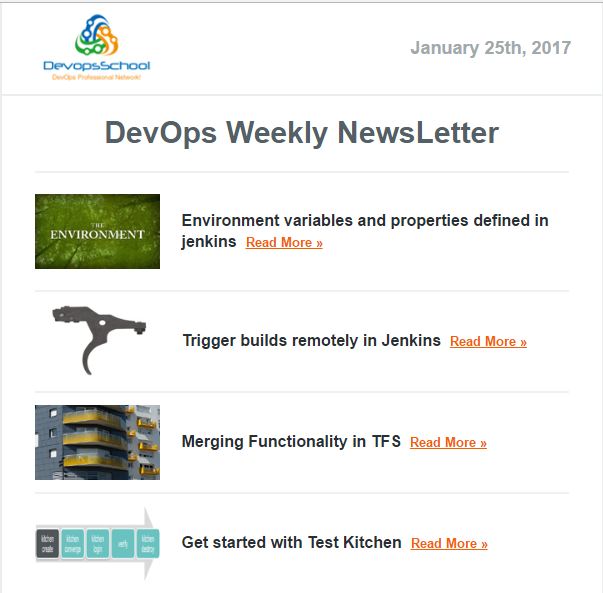 DevopsSchool
DevOps Professional Network!
January 25th, 2017
DevOps Weekly NewsLetter
THE
ENVIRONMENT
Environment variables and properties defined in
jenkins Read More »
Trigger builds remotely in Jenkins Read More »
Merging Functionality in TFS Read More »
kitchen
create
kitchen
converge
kitchen
login
verify
kitchen
destroy
Get started with Test Kitchen Read More »